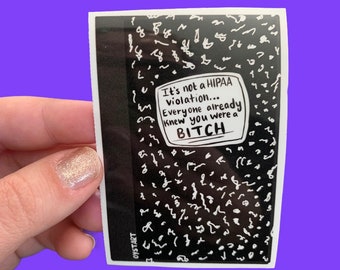 It's not a HIPAA
violation...
Everyone already
knew you were a
BITCH
OYSTART